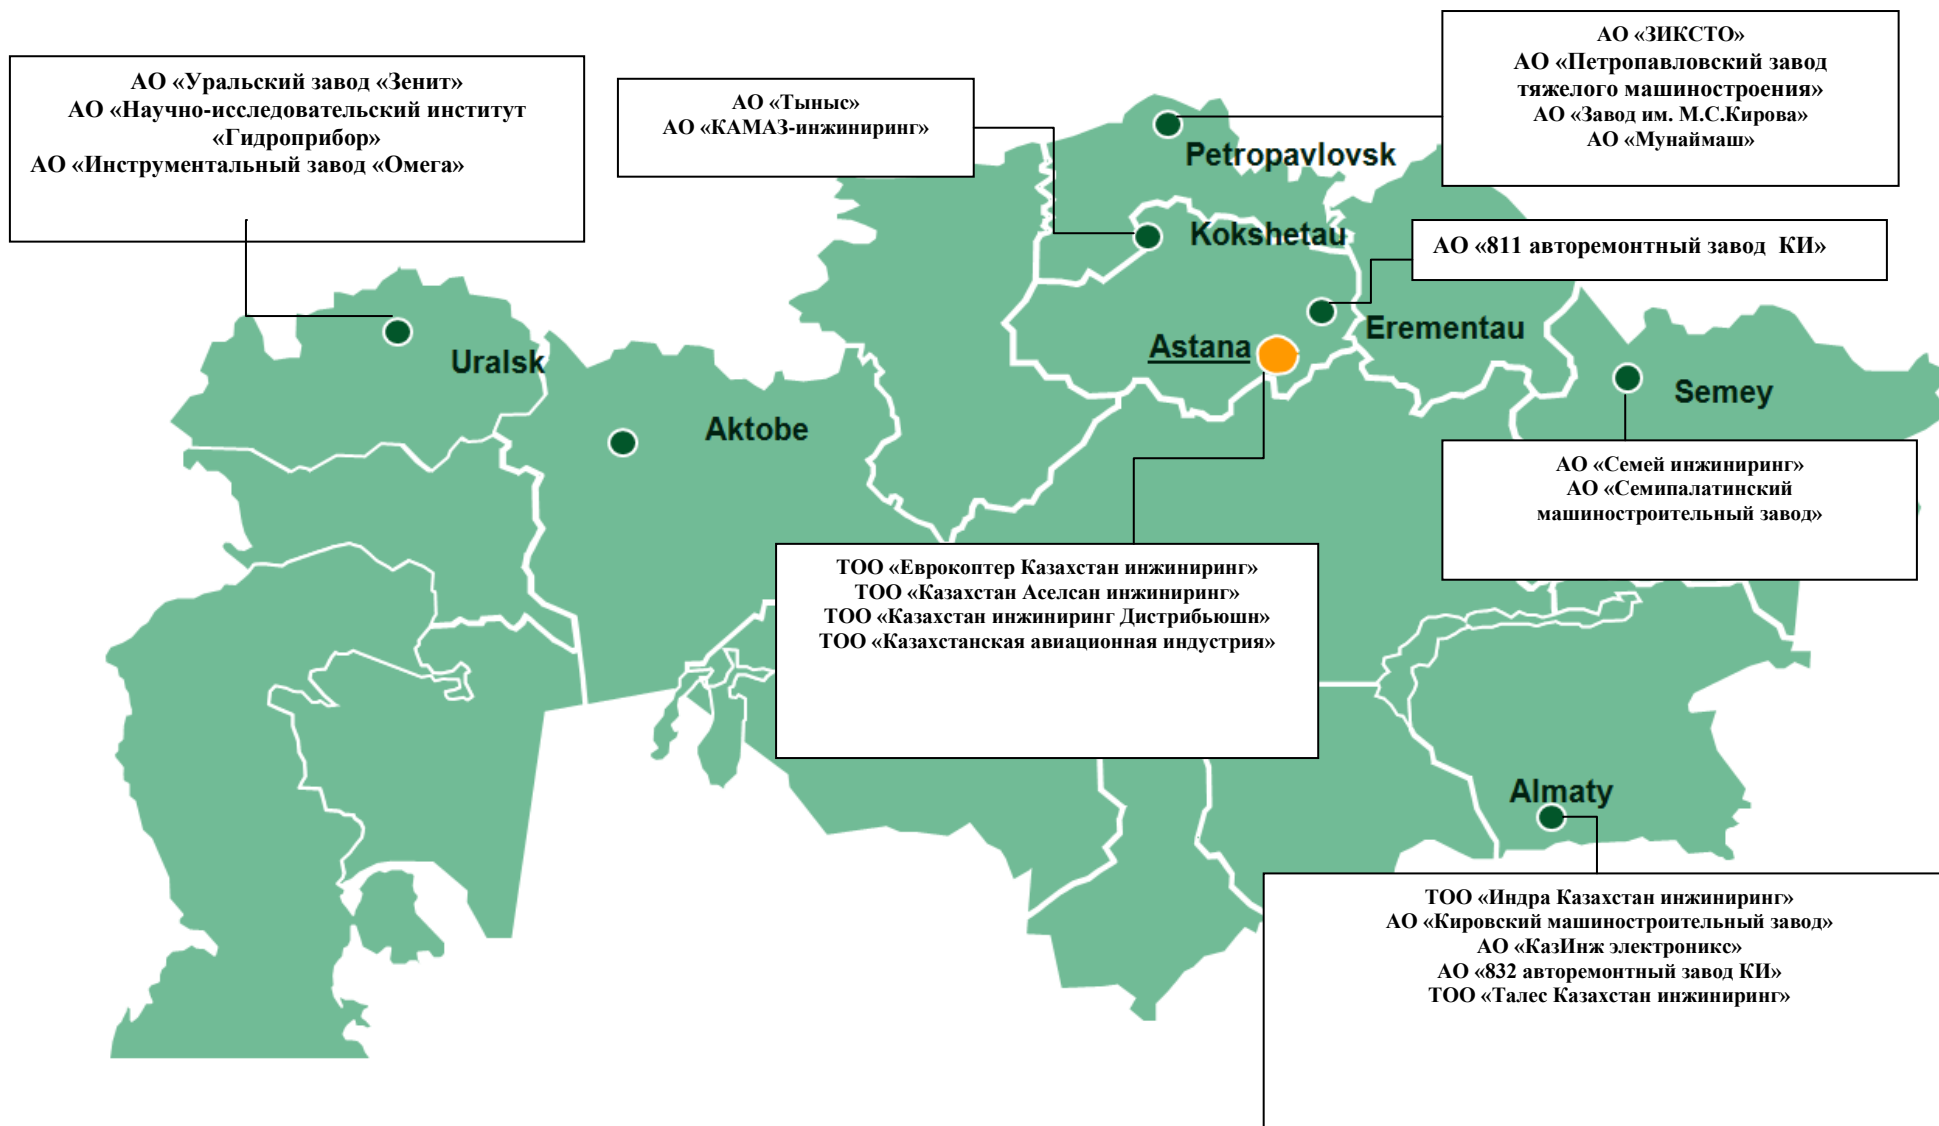 АО «ЗИКСТО»
АО «Петропавловский завод
тяжелого машиностроения»
АО «Завод им. М.С.Кирова»
АО «Мунаймаш»
АО «Уральский завод «Зенит»
АО «Научно-исследовательский институт
«Гидроприбор»
АО «Инструментальный завод «Омега»
АО «Тыныс»
АО «КАМАЗ-инжиниринг»
Petropavlovsk
Kokshetau
АО «811 авторемонтный завод  КИ»
Erementau
Astana
Uralsk
Semey
Aktobe
АО «Семей инжиниринг»
АО «Семипалатинский
машиностроительный завод»
ТОО «Еврокоптер Казахстан инжиниринг»
ТОО «Казахстан Аселсан инжиниринг»
ТОО «Казахстан инжиниринг Дистрибьюшн»
ТОО «Казахстанская авиационная индустрия»
Almaty
ТОО «Индра Казахстан инжиниринг»
АО «Кировский машиностроительный завод»
АО «КазИнж электроникс»
АО «832 авторемонтный завод КИ»
ТОО «Талес Казахстан инжиниринг»